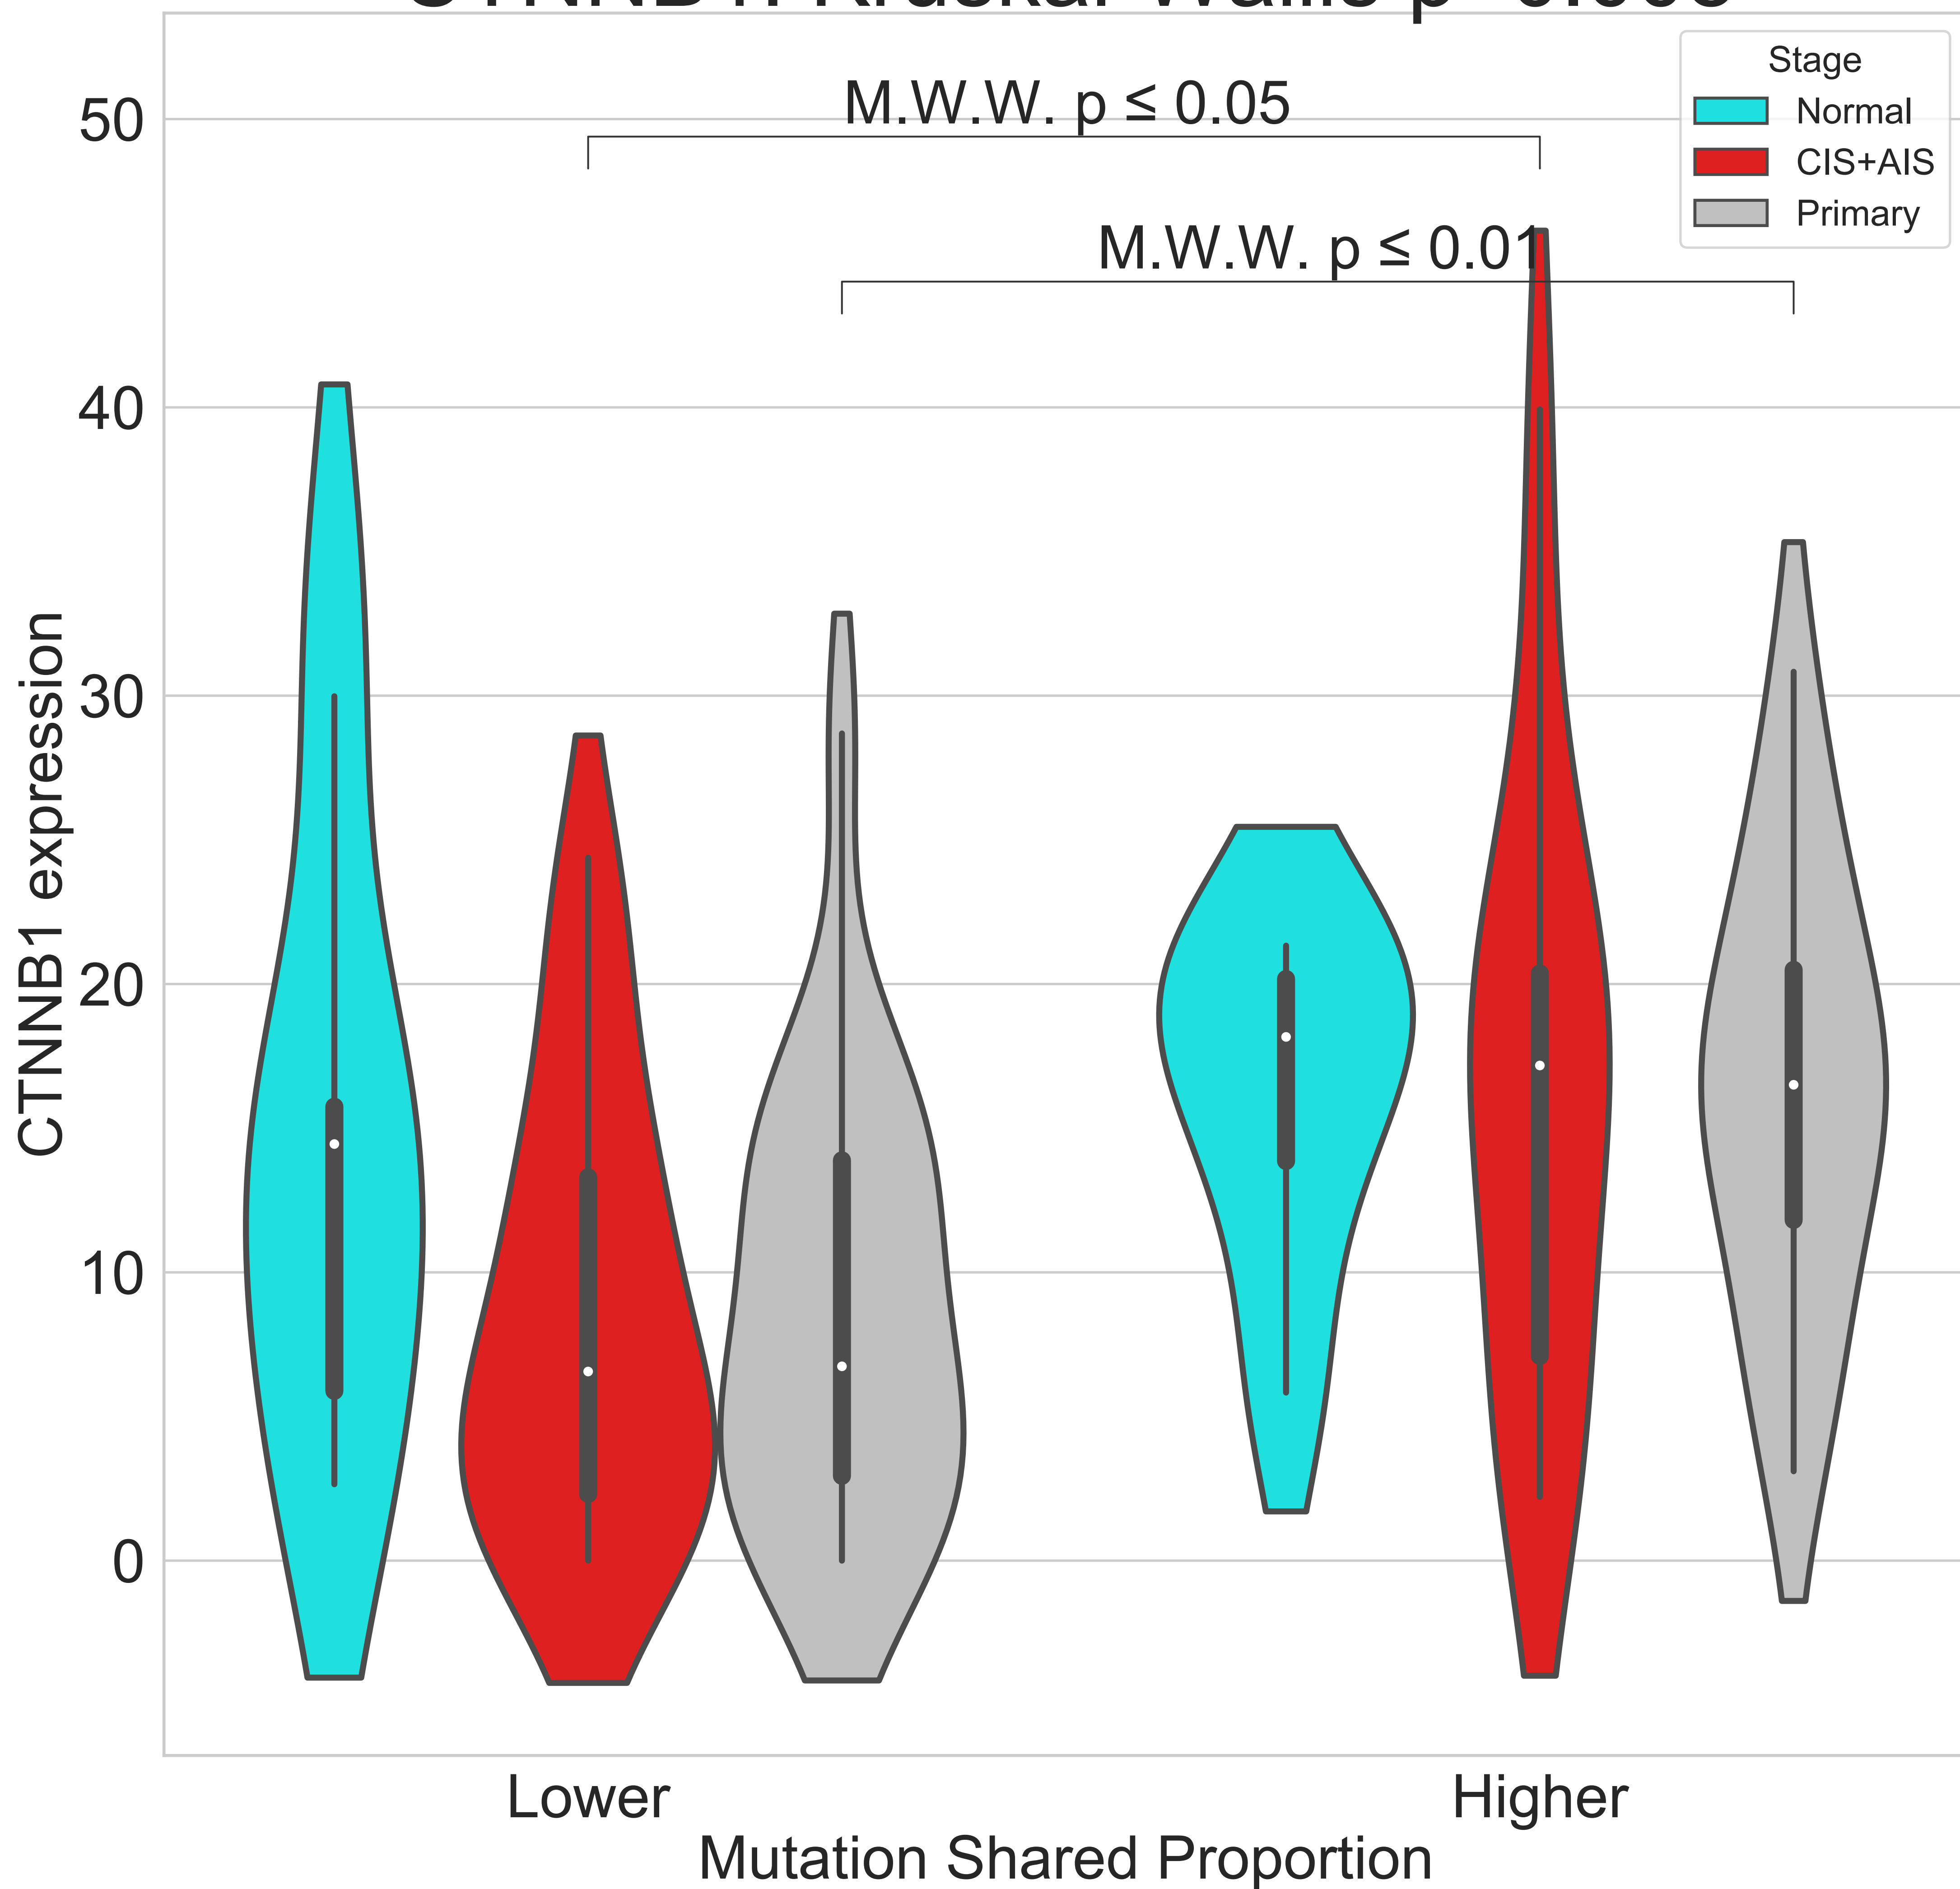 M.W.W. p ≤ 0.05
M.W.W. p ≤ 0.01
Stage
Normal
CIS+AIS
Primary
50
40
30
20
10
0
CTNNB1 expression
Lower
Higher
Mutation Shared Proportion